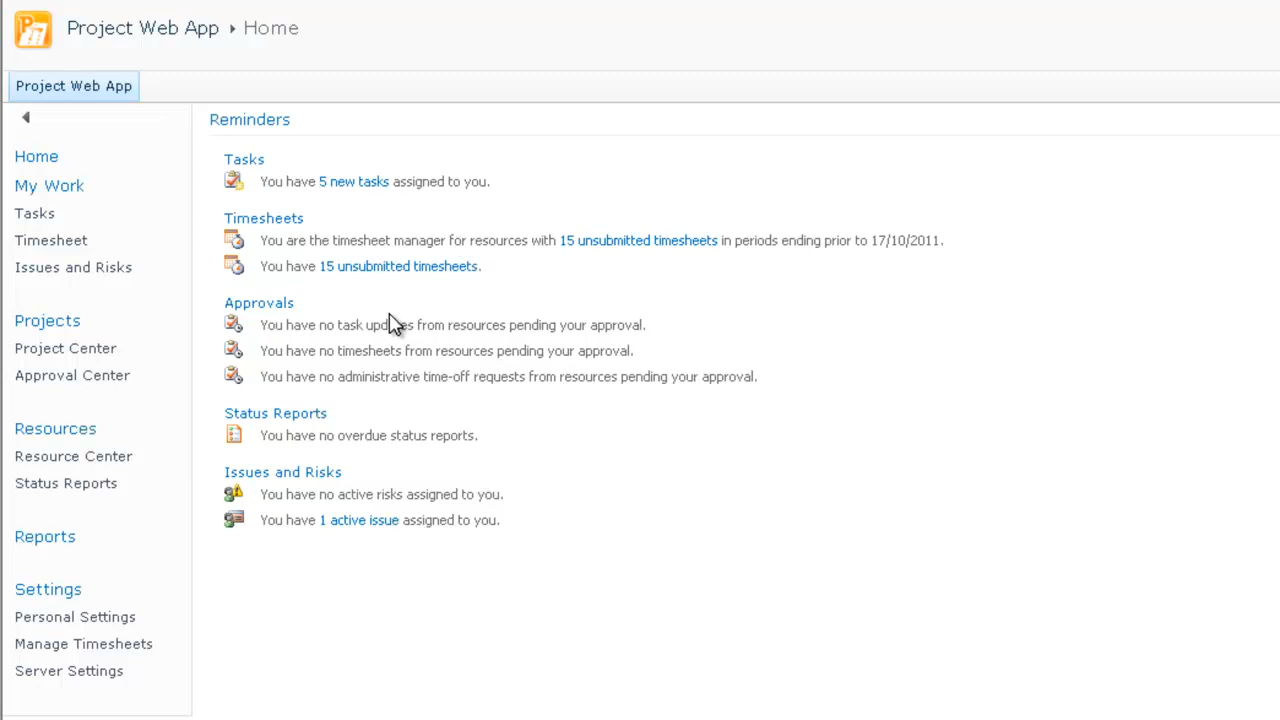 Project Web App ▸ Home
Project Web App
Home
My Work
Tasks
Timesheet
Issues and Risks
Projects
Project Center
Approval Center
Resources
Resource Center
Status Reports
Reports
Settings
Personal Settings
Manage Timesheets
Server Settings
Reminders
Tasks
You have 5 new tasks assigned to you.
Timesheets
You are the timesheet manager for resources with 15 unsubmitted timesheets in periods ending prior to 17/10/2011.
You have 15 unsubmitted timesheets.
Approvals
You have no task updates from resources pending your approval.
You have no timesheets from resources pending your approval.
You have no administrative time-off requests from resources pending your approval.
Status Reports
You have no overdue status reports.
Issues and Risks
You have no active risks assigned to you.
You have 1 active issue assigned to you.